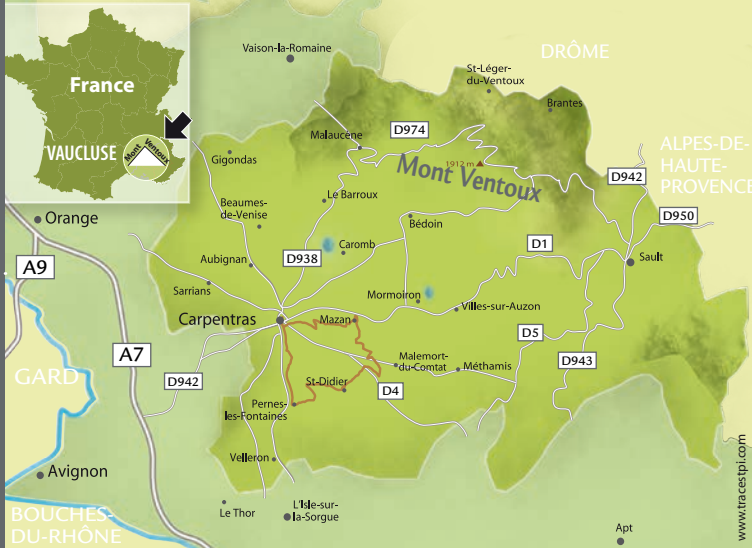 France
VAUCLUSE
Mont Ventoux
Vaison-la-Romaine
DRÔME
St-Léger-
du-Ventoux
Brantes
Malaucène
D974
Gigondas
1912 m
Mont Ventoux
ALPES-DE-
HAUTE-
PROVENCE
D942
D950
Orange
Beaumes-
de-Venise
Le Barroux
Bédoin
D1
Caromb
D938
Sault
A9
Aubignan
Sarrians
Mormoiron
Villes-sur-Auzon
Carpentras
Mazan
D5
A7
D943
GARD
D942
Malemort-
du-Comtat
Méthamis
St-Didier
D4
Pernes-
les-Fontaines
Velleron
Avignon
Le Thor
L'Isle-sur-
la-Sorgue
BOUCHES-
DU-RHÔNE
Apt
www.tracestpi.com